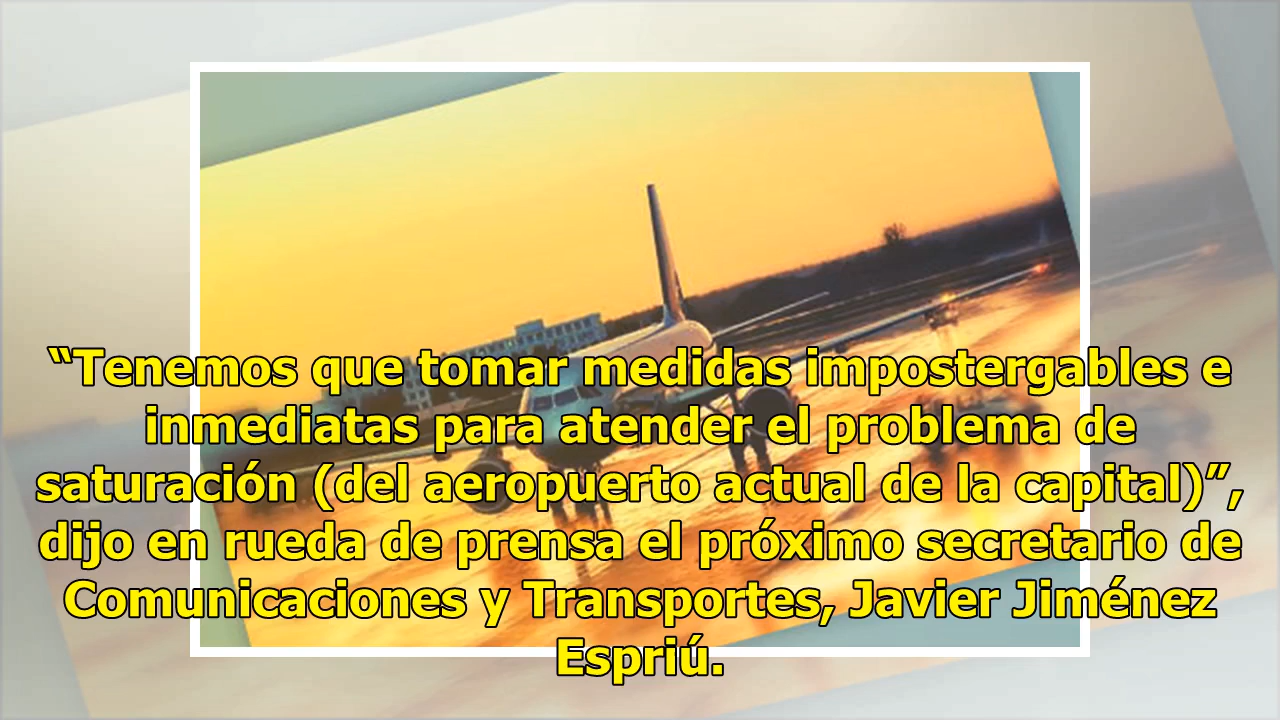 “Tenemos que tomar medidas impostergables e
inmediatas para atender el problema de
saturación (del aeropuerto actual de la capital)”,
dijo en rueda de prensa el próximo secretario de
Comunicaciones y Transportes, Javier Jiménez
Espriú.